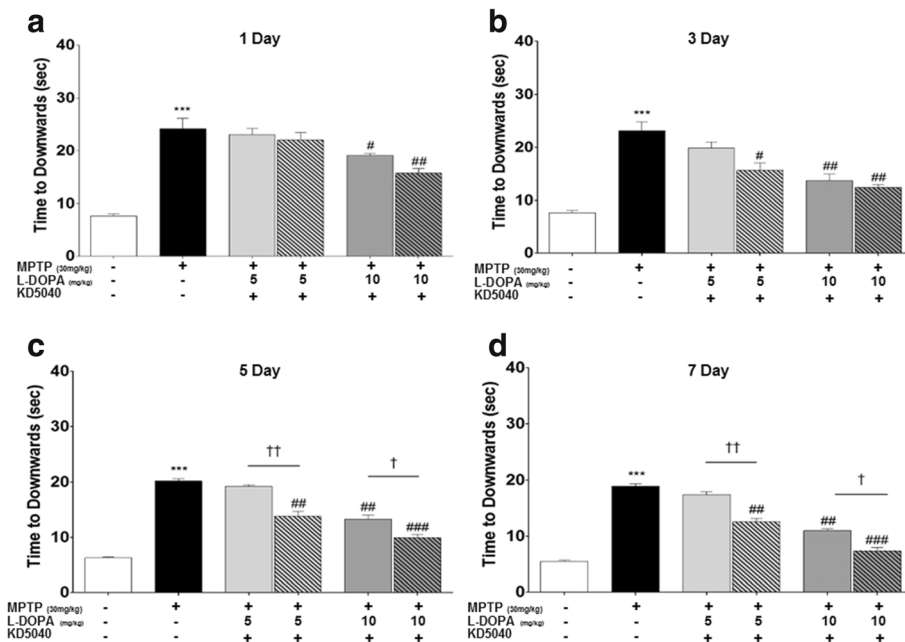 a
1 Day
Time to Downwards (sec)
40
30
20
10
0
***
#
##
MPTP (30mg/kg) - + + + + +
L-DOPA (mg/kg) - - 5 5 10 10
KD5040 - - + + + +
b
3 Day
Time to Downwards (sec)
40
30
20
10
0
***
#
##
##
MPTP (30mg/kg) - + + + + +
L-DOPA (mg/kg) - - 5 5 10 10
KD5040 - - + + + +
c
5 Day
Time to Downwards (sec)
40
30
20
10
0
***
††
##
†
##
###
MPTP (30mg/kg) - + + + + +
L-DOPA (mg/kg) - - 5 5 10 10
KD5040 - - + + + +
d
7 Day
Time to Downwards (sec)
40
30
20
10
0
***
††
##
†
##
###
MPTP (30mg/kg) - + + + + +
L-DOPA (mg/kg) - - 5 5 10 10
KD5040 - - + + + +